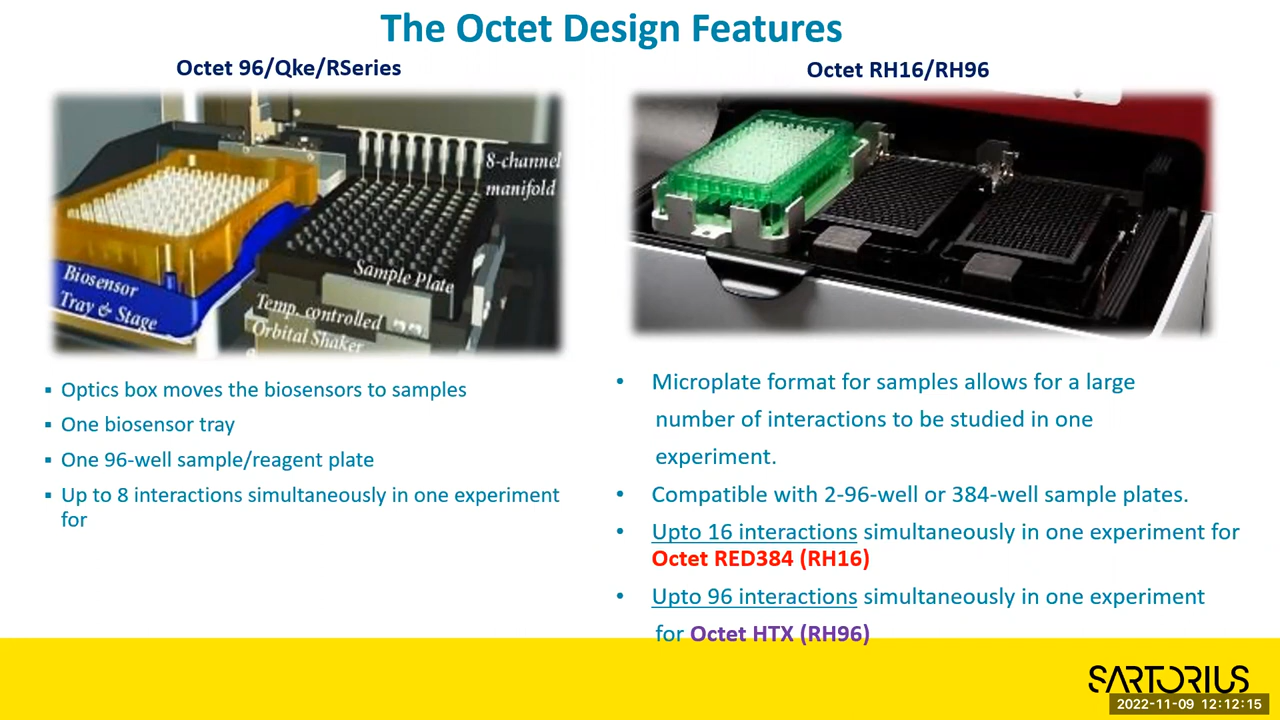 The Octet Design Features
Octet 96/Qke/RSeries
8-channel
manifold
Sample Plate
Biosensor
Tray & Stage
Temp. controlled
Orbital Shaker
▪ Optics box moves the biosensors to samples
▪ One biosensor tray
▪ One 96-well sample/reagent plate
▪ Up to 8 interactions simultaneously in one experiment
for
Octet RH16/RH96
• Microplate format for samples allows for a large
number of interactions to be studied in one
experiment.
• Compatible with 2-96-well or 384-well sample plates.
• Upto 16 interactions simultaneously in one experiment for
Octet RED384 (RH16)
• Upto 96 interactions simultaneously in one experiment
for Octet HTX (RH96)
SARTORIUS
2022-11-09 12:12:15